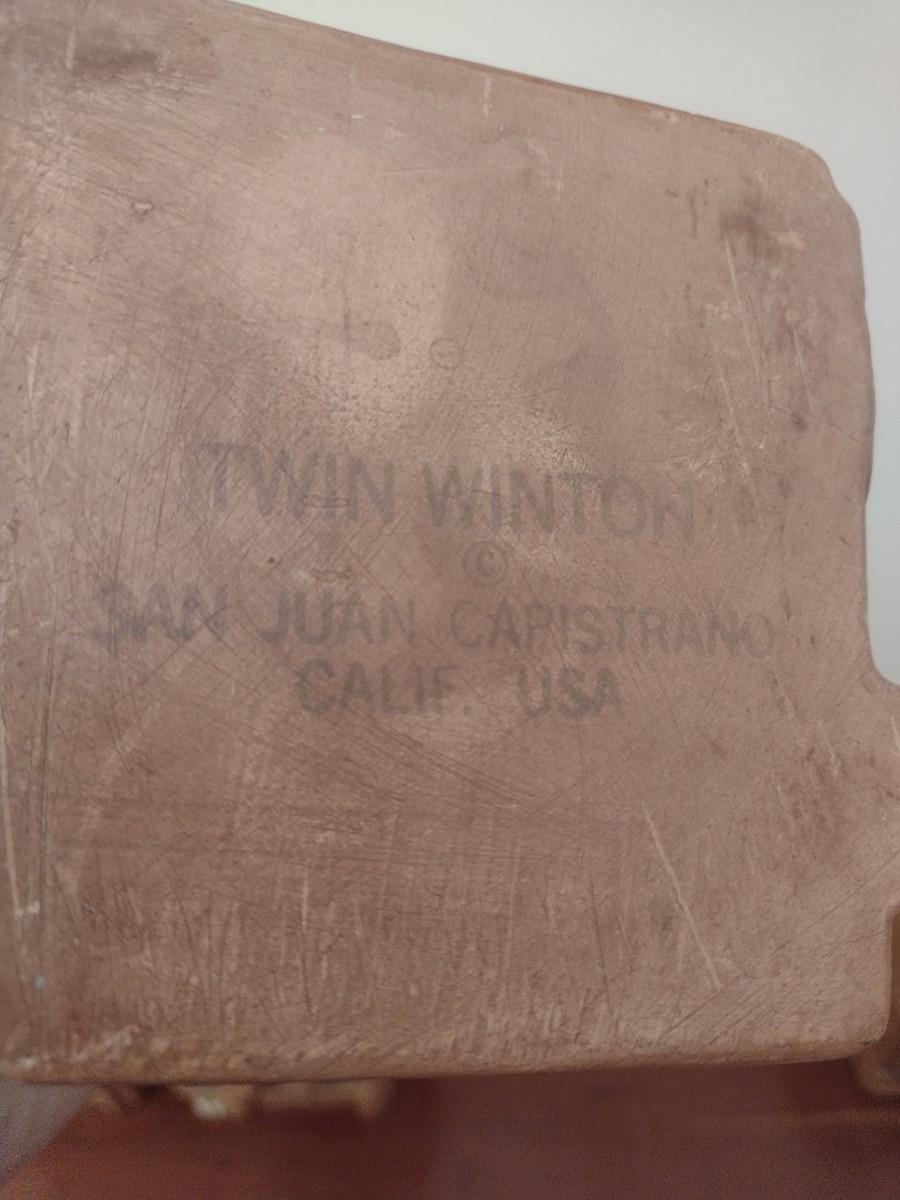 TWIN WINTON
©
SAN JUAN CAPISTRANO
CALIF. USA